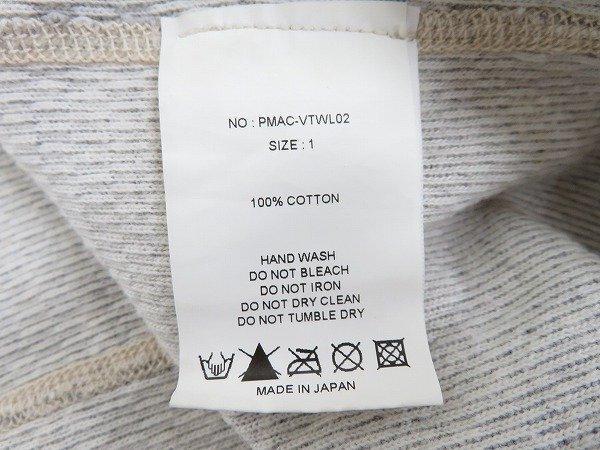 NO : PMAC-VTWL02
SIZE : 1
100% COTTON
HAND WASH
DO NOT BLEACH
DO NOT IRON
DO NOT DRY CLEAN
DO NOT TUMBLE DRY
MADE IN JAPAN